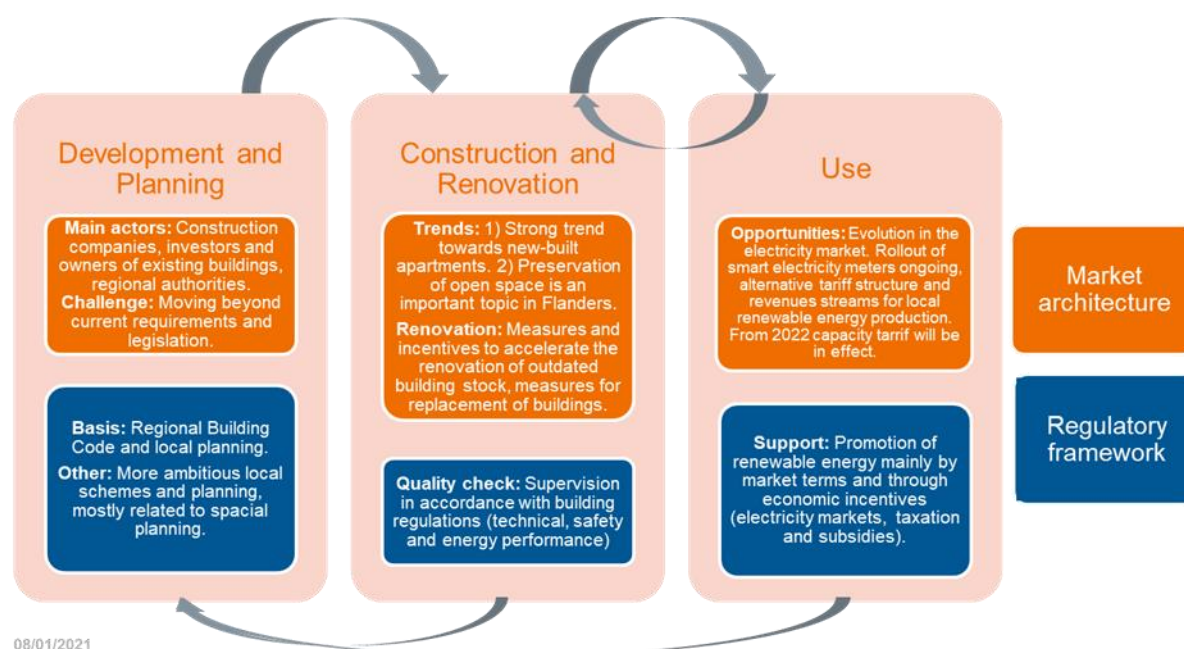 Development and
Planning
Main actors: Construction
companies, investors and
owners of existing buildings,
regional authorities.
Challenge: Moving beyond
current requirements and
legislation.
Basis: Regional Building
Code and local planning.
Other: More ambitious local
schemes and planning,
mostly related to spacial
planning.
Construction and
Renovation
Trends: 1) Strong trend
towards new-built
apartments. 2) Preservation
of open space is an
important topic in Flanders.
Renovation: Measures and
incentives to accelerate the
renovation of outdated
building stock, measures for
replacement of buildings.
Quality check: Supervision
in accordance with building
regulations (technical, safety
and energy performance)
Use
Opportunities: Evolution in the
electricity market. Rollout of
smart electricity meters ongoing,
alternative tariff structure and
revenues streams for local
renewable energy production.
From 2022 capacity tarrif will be
in effect.
Support: Promotion of
renewable energy mainly by
market terms and through
economic incentives
(electricity markets, taxation
and subsidies).
Market
architecture
Regulatory
framework
08/01/2021